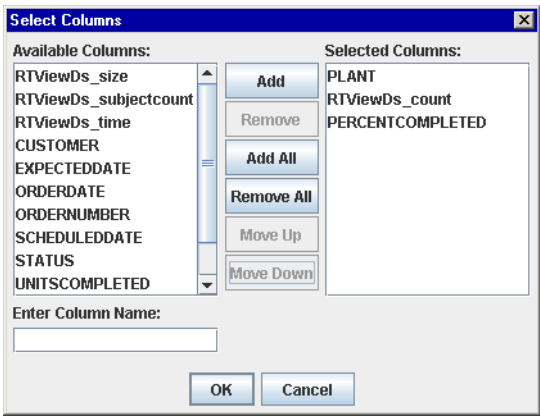 Select Columns
Available Columns:
RTViewDs_size
RTViewDs_subjectcount
RTViewDs_time
CUSTOMER
EXPECTEDDATE
ORDERDATE
ORDERNUMBER
SCHEDULEDDATE
STATUS
UNITSCOMPLETED
Add
Remove
Add All
Remove All
Move Up
Move Down
Selected Columns:
PLANT
RTViewDs_count
PERCENTCOMPLETED
Enter Column Name:
OK
Cancel